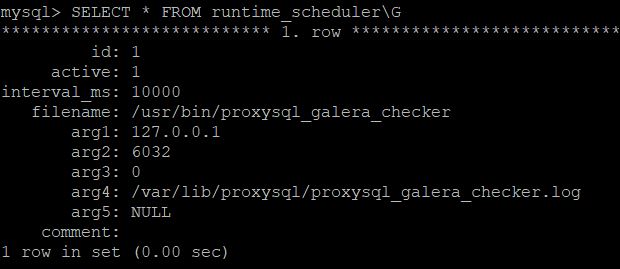 mysql> SELECT * FROM runtime_scheduler\G
*************************** 1. row ***************************
id: 1
active: 1
interval_ms: 10000
filename: /usr/bin/proxysql_galera_checker
arg1: 127.0.0.1
arg2: 6032
arg3: 0
arg4: /var/lib/proxysql/proxysql_galera_checker.log
arg5: NULL
comment:
1 row in set (0.00 sec)